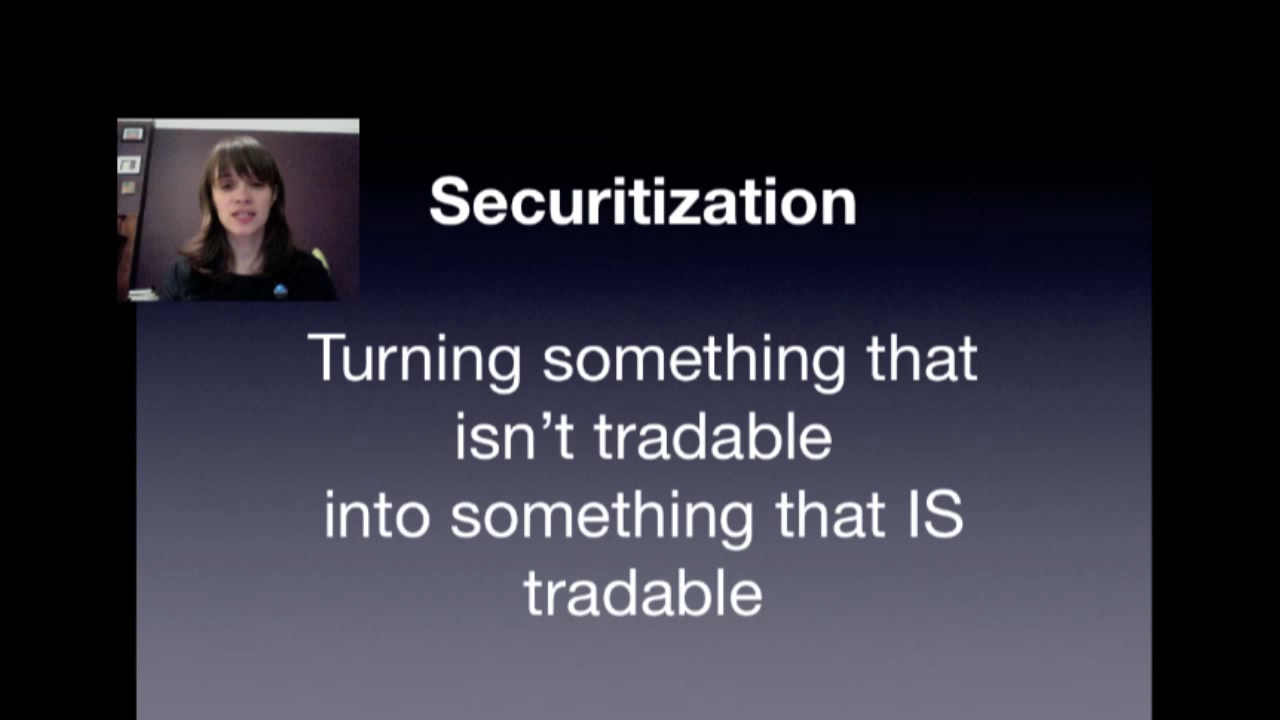 Securitization
Turning something that
isn’t tradable
into something that IS
tradable